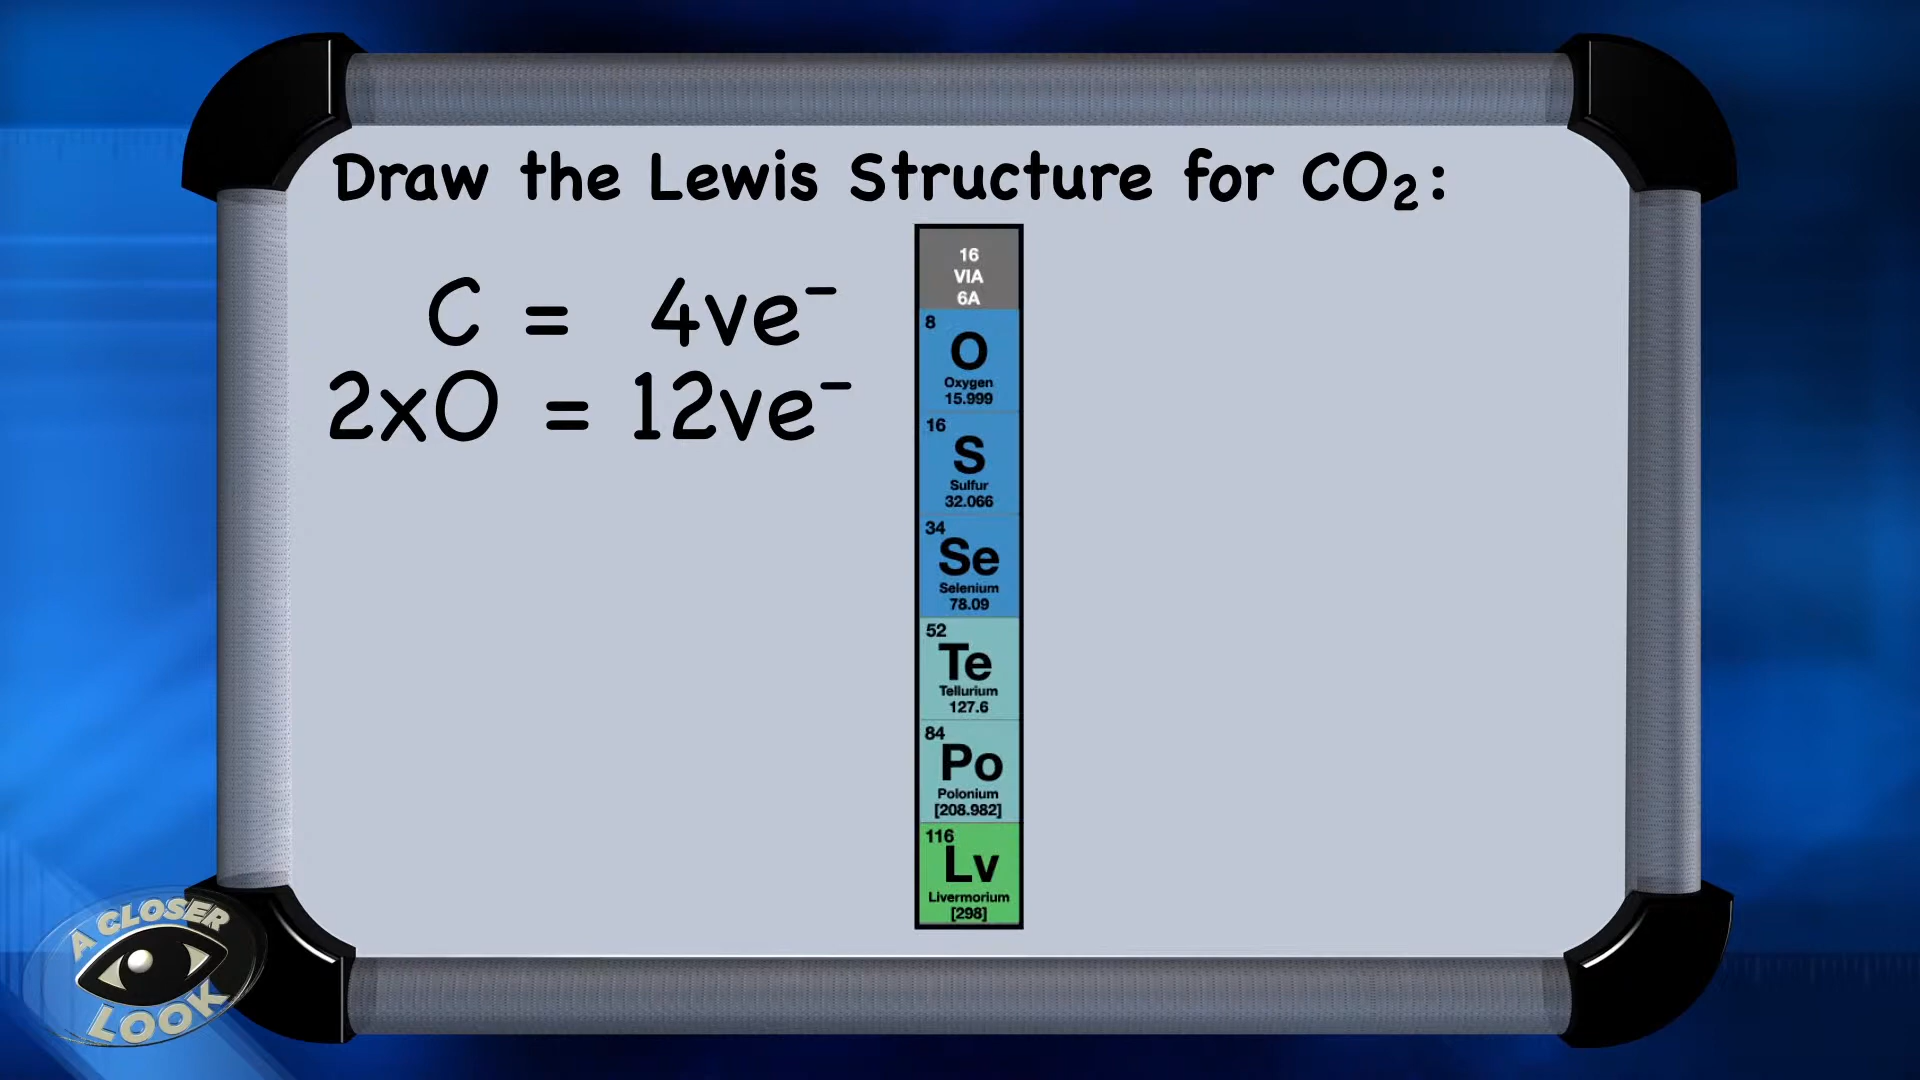 Draw the Lewis Structure for CO₂:
C = 4ve⁻
2xO = 12ve⁻
16
VIA
6A
8
O
Oxygen
15.999
16
S
Sulfur
32.066
34
Se
Selenium
78.09
52
Te
Tellurium
127.6
84
Po
Polonium
[208.982]
116
Lv
Livermorium
[298]
A CLOSER
LOOK